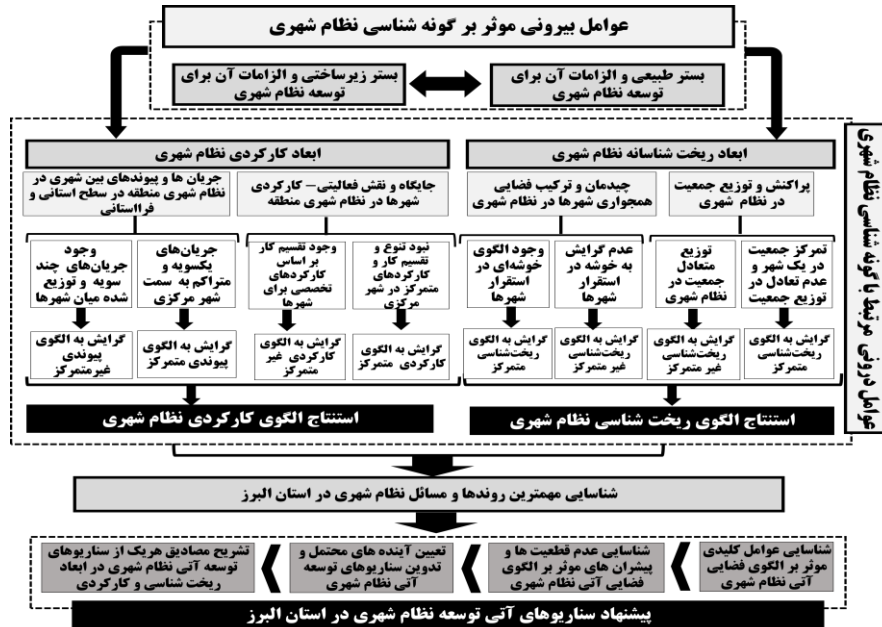 عوامل بیرونی موثر بر گونه شناسی نظام شهری
بستر طبیعی و الزامات آن برای
توسعه نظام شهری
بستر زیرساختی و الزامات آن برای
توسعه نظام شهری
عوامل درونی مرتبط با گونه شناسی نظام شهری
ابعاد ریخت شناسانه نظام شهری
ابعاد کارکردی نظام شهری
پراکنش و توزیع جمعیت
در نظام شهری
چیدمان و ترکیب فضایی
همجواری شهرها در نظام شهری
جایگاه و نقش فعالیتی– کارکردی
شهرها در نظام شهری منطقه
جریان ها و پیوندهای بین شهری در
نظام شهری منطقه در سطح استانی و
فرااستانی
تمرکز جمعیت
در یک شهر و
عدم تعادل در
توزیع جمعیت
توزیع
متعادل
جمعیت در
نظام شهری
عدم گرایش
به خوشه در
استقرار
شهرها
وجود الگوی
خوشه‌ای در
استقرار
شهرها
نبود تنوع و
تقسیم کار و
کارکردهای
متمرکز در شهر
مرکزی
وجود تقسیم کار
بر اساس
کارکردهای
تخصصی برای
شهرها
جریان‌های
یکسویه و
متراکم به سمت
شهر مرکزی
وجود
جریان‌های چند
سویه و توزیع
شده میان شهرها
گرایش به الگوی
ریخت‌شناسی
متمرکز
گرایش به الگوی
ریخت‌شناسی
غیر متمرکز
گرایش به الگوی
ریخت‌شناسی
غیر متمرکز
گرایش به الگوی
ریخت‌شناسی
متمرکز
گرایش به الگوی
کارکردی متمرکز
گرایش به الگوی
کارکردی غیر
متمرکز
گرایش به الگوی
پیوندی متمرکز
گرایش به الگوی
پیوندی
غیرمتمرکز
استنتاج الگوی ریخت شناسی نظام شهری
استنتاج الگوی کارکردی نظام شهری
شناسایی مهمترین روندها و مسائل نظام شهری در استان البرز
شناسایی عوامل کلیدی
موثر بر الگوی فضایی
آتی نظام شهری
شناسایی عدم قطعیت ها و
پیشران های موثر بر الگوی
فضایی آتی نظام شهری
تعیین آینده های محتمل و
تدوین سناریوهای توسعه
آتی نظام شهری
تشریح مصادیق هریک از سناریوهای
توسعه آتی نظام شهری در ابعاد
ریخت شناسی و کارکردی
پیشنهاد سناریوهای آتی توسعه نظام شهری در استان البرز